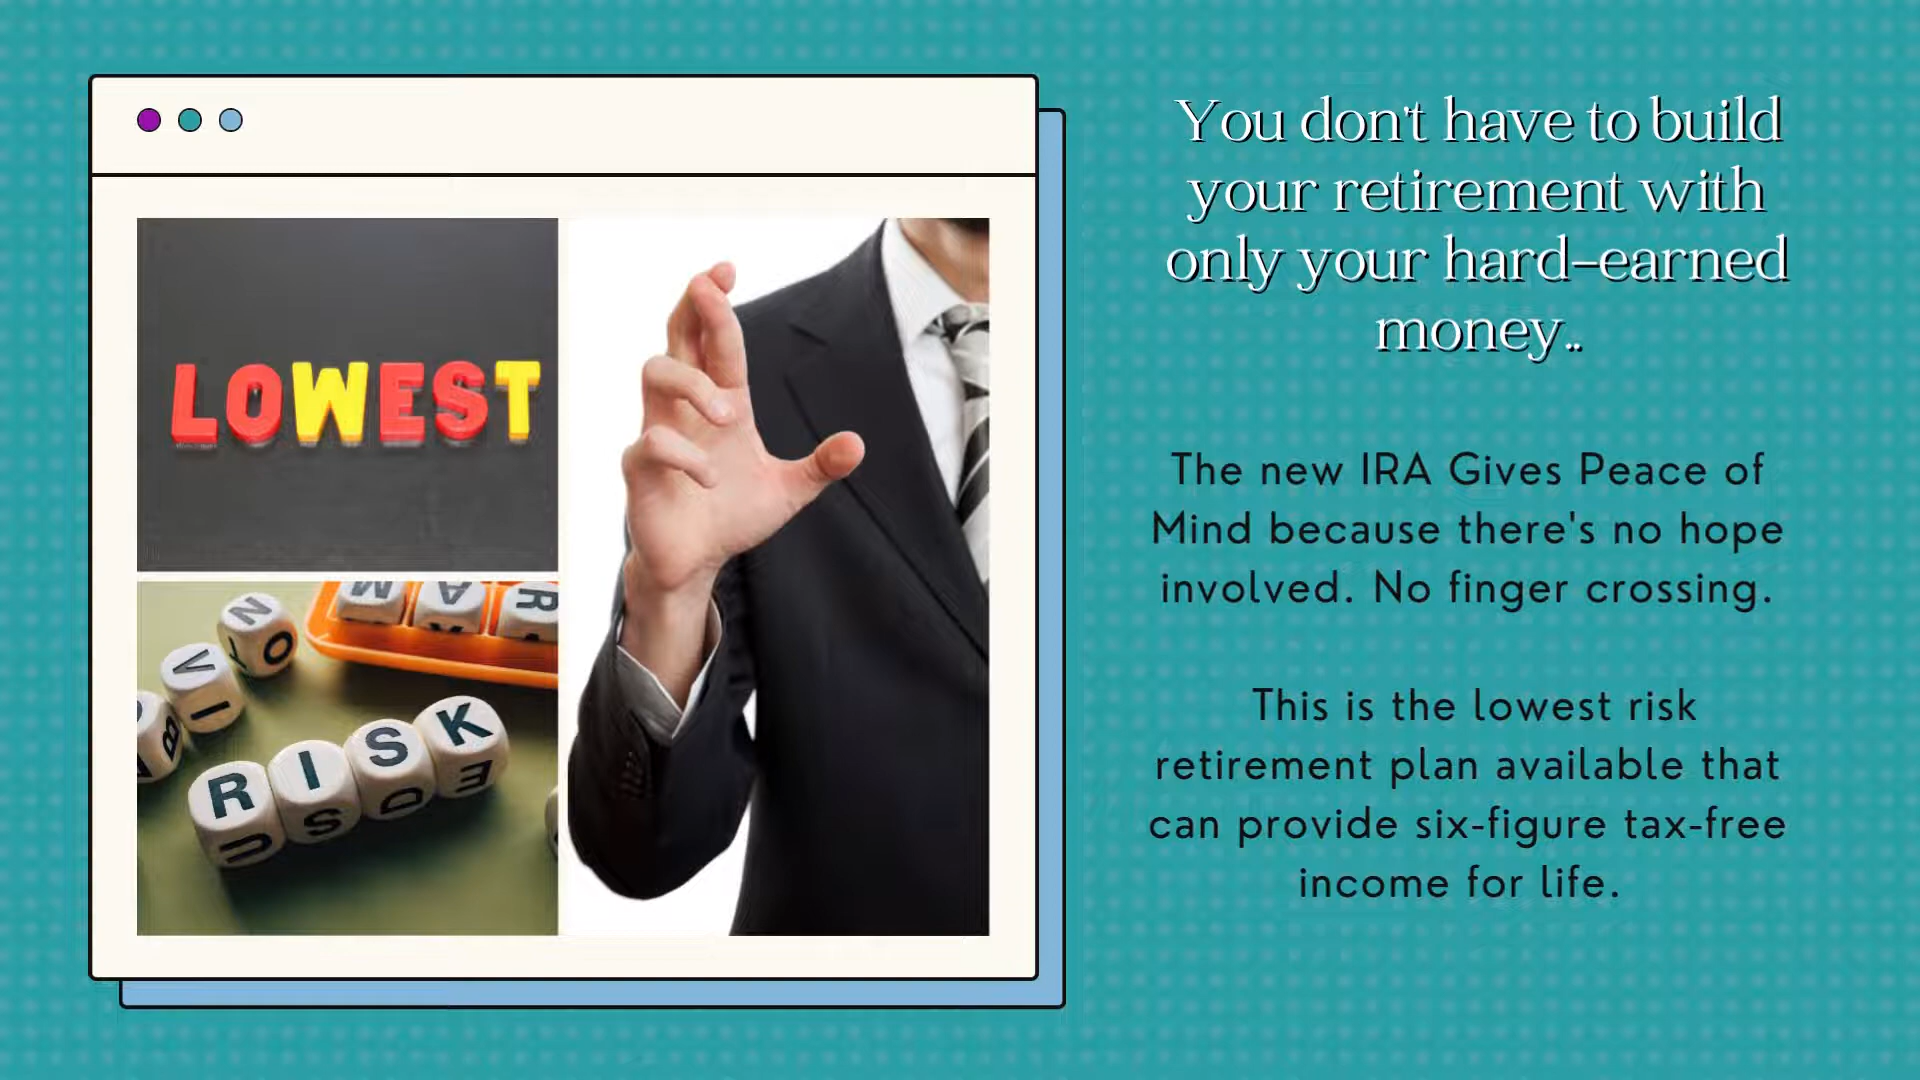 You don't have to build
your retirement with
only your hard–earned
money..
The new IRA Gives Peace of
Mind because there's no hope
involved. No finger crossing.
This is the lowest risk
retirement plan available that
can provide six-figure tax-free
income for life.
LOWEST
RISK